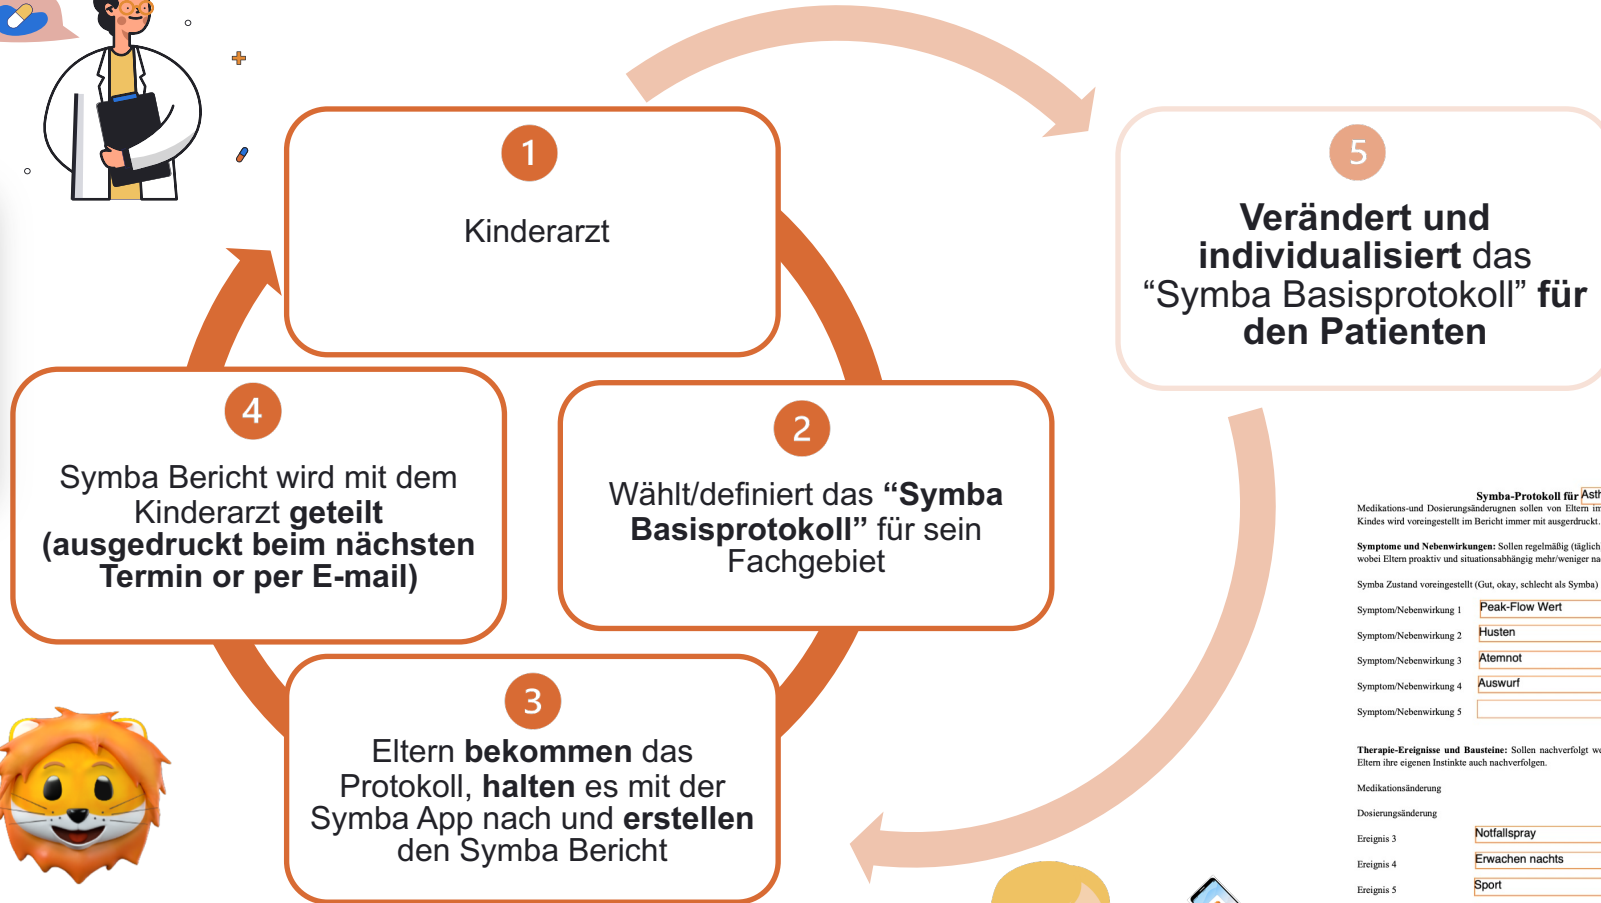 1
Kinderarzt
2
Wählt/definiert das “Symba
Basisprotokoll” für sein
Fachgebiet
3
Eltern bekommen das
Protokoll, halten es mit der
Symba App nach und erstellen
den Symba Bericht
4
Symba Bericht wird mit dem
Kinderarzt geteilt
(ausgedruckt beim nächsten
Termin or per E-mail)
5
Verändert und
individualisiert das
“Symba Basisprotokoll” für
den Patienten
Symba-Protokoll für
Medikations-und Dosierungsänderugnen sollen von Eltern
Kindes wird voreingestellt im Bericht immer mit ausgedruckt.
Symptome und Nebenwirkungen: Sollen regelmäßig (täglich)
wobei Eltern proaktiv und situationsabhängig mehr/weniger
Symba Zustand voreingestellt (Gut, okay, schlecht als Symba)
Symptom/Nebenwirkung 1 Peak-Flow Wert
Symptom/Nebenwirkung 2 Husten
Symptom/Nebenwirkung 3 Atemnot
Symptom/Nebenwirkung 4 Auswurf
Symptom/Nebenwirkung 5
Therapie-Ereignisse und Bausteine: Sollen nachverfolgt
Eltern ihre eigenen Instinkte auch nachverfolgen.
Medikationsänderung
Dosierungsänderung
Ereignis 3 Notfallspray
Ereignis 4 Erwachen nachts
Ereignis 5 Sport